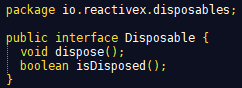 package io.reactivex.disposables;
public interface Disposable {
  void dispose();
  boolean isDisposed();
}